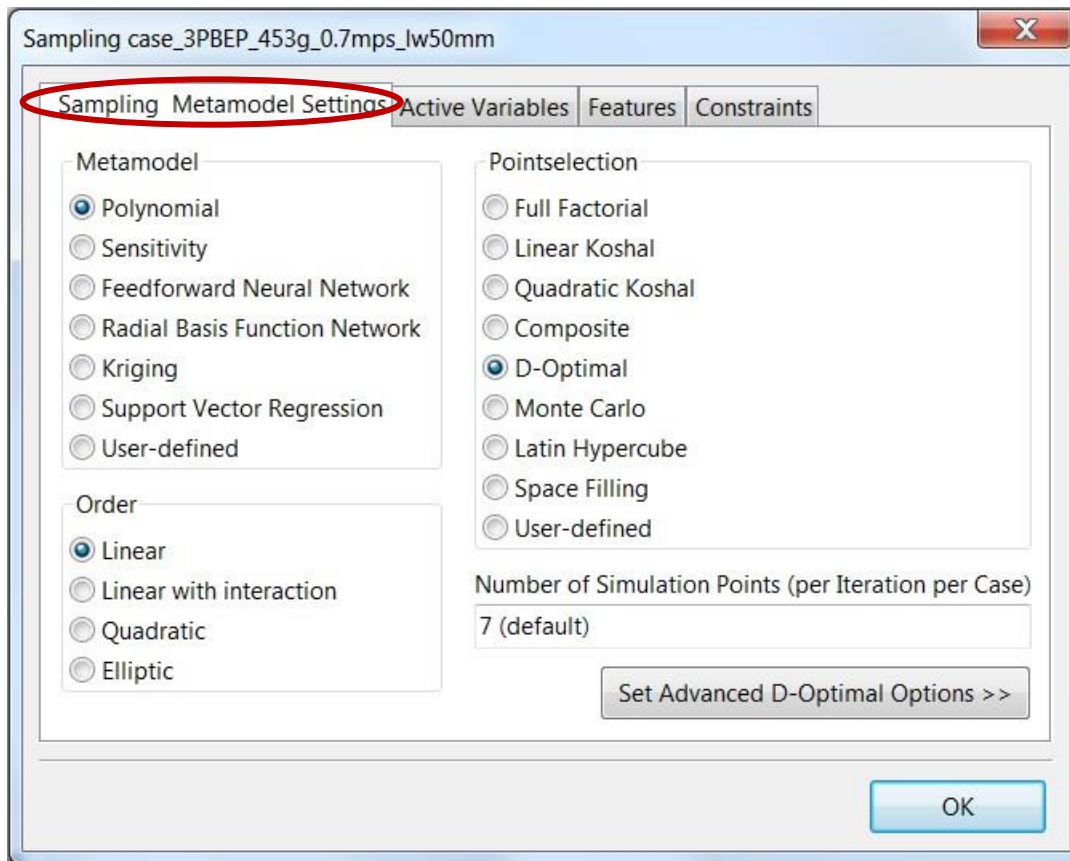 Sampling case_3PBEP_453g_0.7mps_lw50mm
X
Sampling Metamodel Settings Active Variables Features Constraints
Metamodel
Polynomial
Sensitivity
Feedforward Neural Network
Radial Basis Function Network
Kriging
Support Vector Regression
User-defined
Order
Linear
Linear with interaction
Quadratic
Elliptic
Pointselection
Full Factorial
Linear Koshal
Quadratic Koshal
Composite
D-Optimal
Monte Carlo
Latin Hypercube
Space Filling
User-defined
Number of Simulation Points (per Iteration per Case)
7 (default)
Set Advanced D-Optimal Options >>
OK